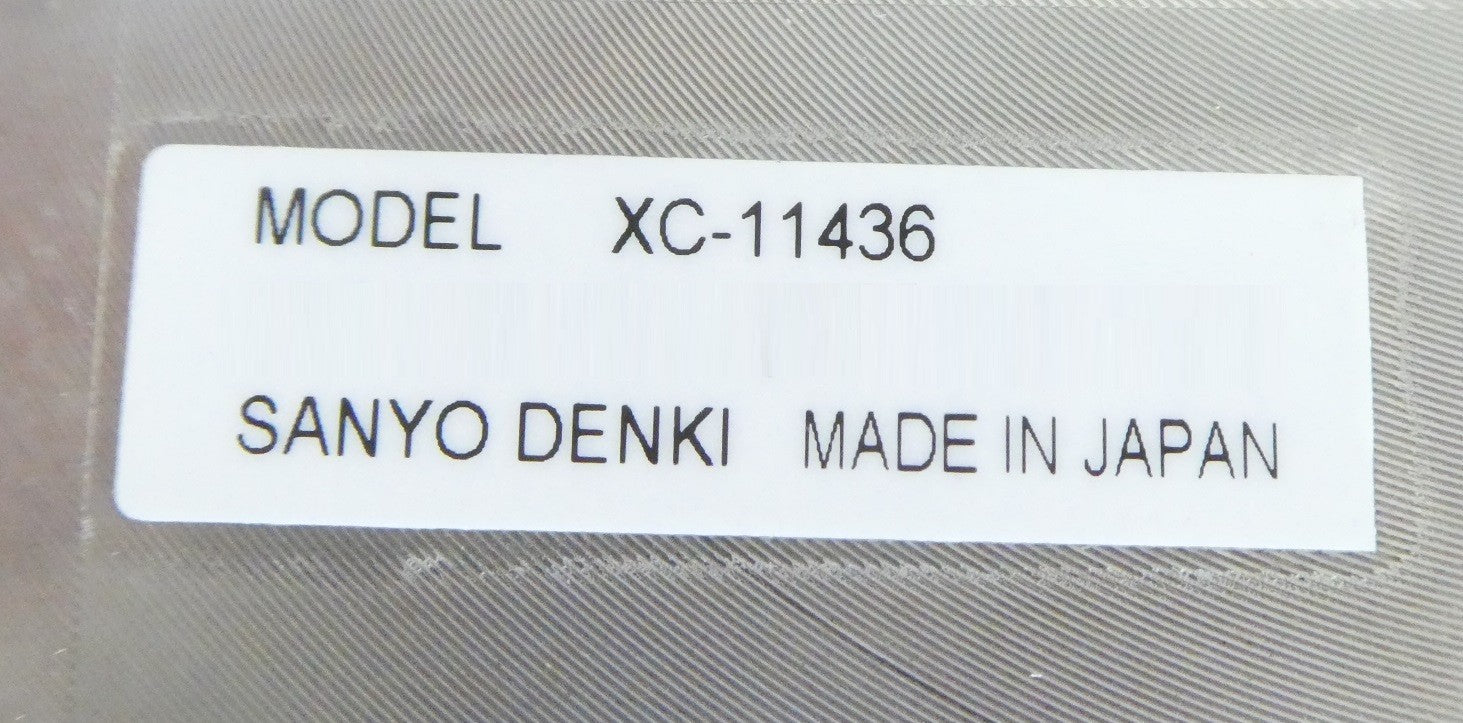 MODEL XC-11436
SANYO DENKI MADE IN JAPAN